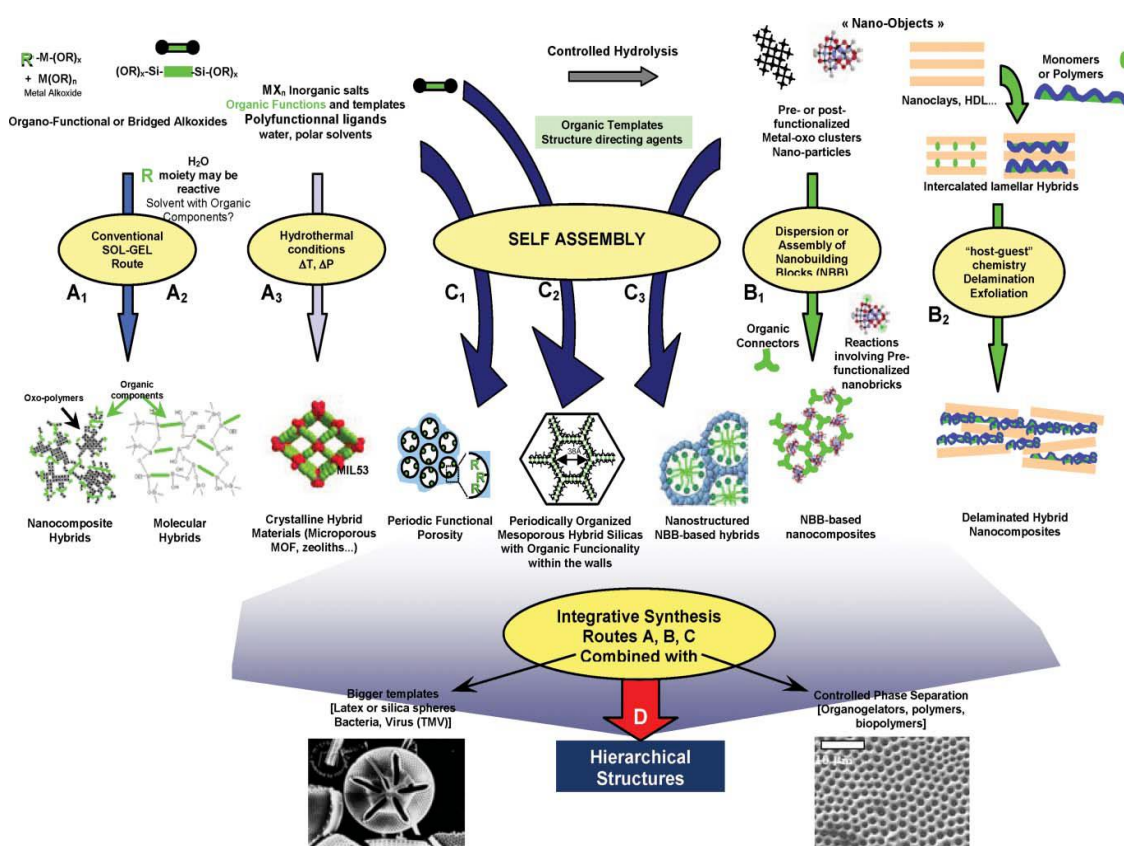 R -M-(OR)x
+ M(OR)n
Metal Alkoxide
(OR)x-Si- -Si-(OR)x
Organo-Functional or Bridged Alkoxides
MXn Inorganic salts
Organic Functions and templates
Polyfunctionnal ligands
water, polar solvents
Controlled Hydrolysis
Organic Templates
Structure directing agents
« Nano-Objects »
Pre- or post-
functionalized
Metal-oxo clusters
Nano-particles
Nanoclays, HDL...
Monomers
or Polymers
Intercalated lamellar Hybrids
H2O
R moiety may be
reactive
Solvent with Organic
Components?
Conventional
SOL-GEL
Route
A1
A2
Hydrothermal
conditions
ΔT, ΔP
A3
SELF ASSEMBLY
C1
C2
C3
Dispersion or
Assembly of
Nanobuilding
Blocks (NBB)
B1
"host-guest"
chemistry
Delamination
Exfoliation
B2
Organic
Connectors
Reactions
involving Pre-
functionalized
nanobricks
Oxo-polymers
Organic
components
MIL53
R
R
R
38Å
Nanocomposite
Hybrids
Molecular
Hybrids
Crystalline Hybrid
Materials (Microporous
MOF, zeoliths...)
Periodic Functional
Porosity
Periodically Organized
Mesoporous Hybrid Silicas
with Organic Funcionality
within the walls
Nanostructured
NBB-based hybrids
NBB-based
nanocomposites
Delaminated Hybrid
Nanocomposites
Integrative Synthesis
Routes A, B, C
Combined with
Bigger templates
[Latex or silica spheres
Bacteria, Virus (TMV)]
D
Controlled Phase Separation
[Organogelators, polymers,
biopolymers]
Hierarchical
Structures
10 μm